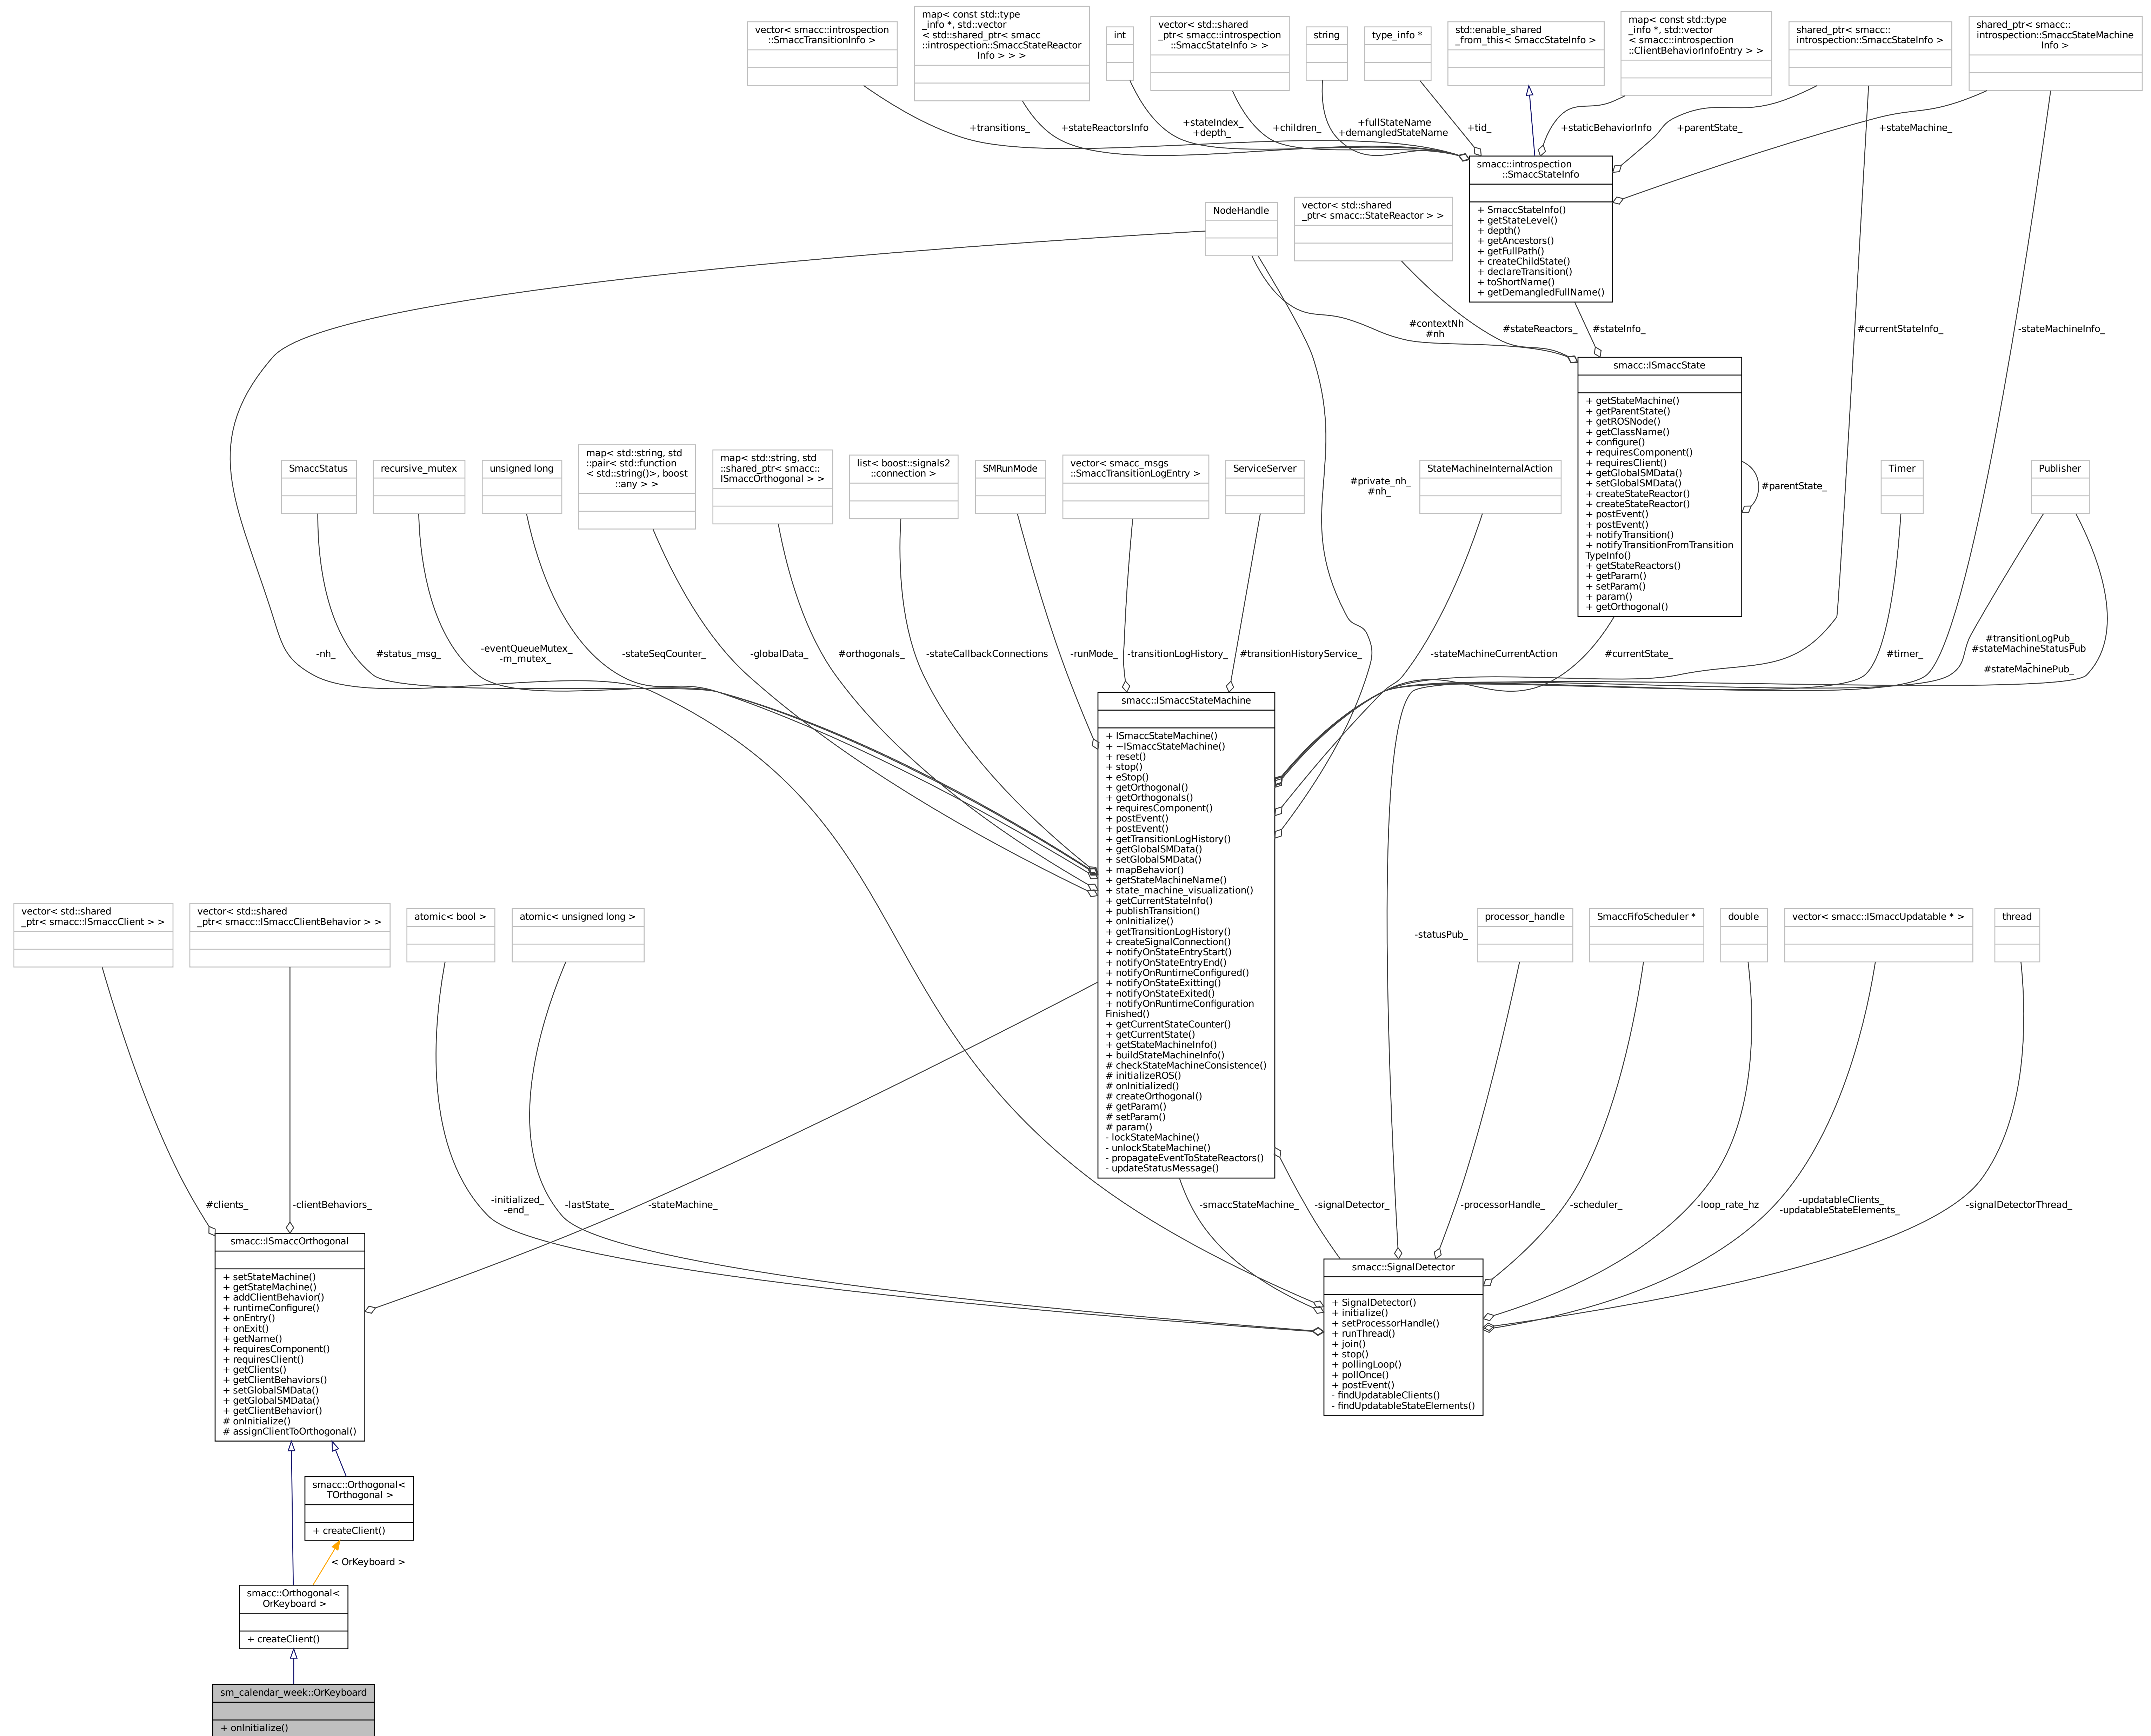 vector< smacc::introspection
::SmaccTransitionInfo >
map< const std::type
_info *, std::vector
< std::shared_ptr< smacc
::introspection::SmaccStateReactor
Info > > >
int
vector< std::shared
_ptr< smacc::introspection
::SmaccStateInfo > >
string
type_info *
std::enable_shared
_from_this< SmaccStateInfo >
map< const std::type
_info *, std::vector
< smacc::introspection
::ClientBehaviorInfoEntry > >
shared_ptr< smacc::
introspection::SmaccStateInfo >
shared_ptr< smacc::
introspection::SmaccStateMachine
Info >
+transitions_
+stateReactorsInfo
+stateIndex_
+depth_
+children_
+fullStateName
+demangledStateName
+tid_
+staticBehaviorInfo
+parentState_
+stateMachine_
smacc::introspection
::SmaccStateInfo
+ SmaccStateInfo()
+ getStateLevel()
+ depth()
+ getAncestors()
+ getFullPath()
+ createChildState()
+ declareTransition()
+ toShortName()
+ getDemangledFullName()
NodeHandle
vector< std::shared
_ptr< smacc::StateReactor > >
#contextNh
#nh
#stateReactors_
#stateInfo_
#currentStateInfo_
-stateMachineInfo_
smacc::ISmaccState
+ getStateMachine()
+ getParentState()
+ getROSNode()
+ getClassName()
+ configure()
+ requiresComponent()
+ requiresClient()
+ getGlobalSMData()
+ setGlobalSMData()
+ createStateReactor()
+ createStateReactor()
+ postEvent()
+ postEvent()
+ notifyTransition()
+ notifyTransitionFromTransition
TypeInfo()
+ getStateReactors()
+ getParam()
+ setParam()
+ param()
+ getOrthogonal()
#parentState_
SmaccStatus
recursive_mutex
unsigned long
map< std::string, std
::pair< std::function
< std::string()>, boost
::any > >
map< std::string, std
::shared_ptr< smacc::
ISmaccOrthogonal > >
list< boost::signals2
::connection >
SMRunMode
vector< smacc_msgs
::SmaccTransitionLogEntry >
ServiceServer
#private_nh_
#nh_
StateMachineInternalAction
Timer
Publisher
-nh_
#status_msg_
-eventQueueMutex_
-m_mutex_
-stateSeqCounter_
-globalData_
#orthogonals_
-stateCallbackConnections
-runMode_
-transitionLogHistory_
#transitionHistoryService_
-stateMachineCurrentAction
#currentState_
#timer_
#transitionLogPub_
#stateMachineStatusPub
_
#stateMachinePub_
smacc::ISmaccStateMachine
+ ISmaccStateMachine()
+ ~ISmaccStateMachine()
+ reset()
+ stop()
+ eStop()
+ getOrthogonal()
+ getOrthogonals()
+ requiresComponent()
+ postEvent()
+ postEvent()
+ getTransitionLogHistory()
+ getGlobalSMData()
+ setGlobalSMData()
+ mapBehavior()
+ getStateMachineName()
+ state_machine_visualization()
+ getCurrentStateInfo()
+ publishTransition()
+ onInitialize()
+ getTransitionLogHistory()
+ createSignalConnection()
+ notifyOnStateEntryStart()
+ notifyOnStateEntryEnd()
+ notifyOnRuntimeConfigured()
+ notifyOnStateExitting()
+ notifyOnStateExited()
+ notifyOnRuntimeConfiguration
Finished()
+ getCurrentStateCounter()
+ getCurrentState()
+ getStateMachineInfo()
+ buildStateMachineInfo()
# checkStateMachineConsistence()
# initializeROS()
# onInitialized()
# createOrthogonal()
# getParam()
# setParam()
# param()
- lockStateMachine()
- unlockStateMachine()
- propagateEventToStateReactors()
- updateStatusMessage()
vector< std::shared
_ptr< smacc::ISmaccClient > >
vector< std::shared
_ptr< smacc::ISmaccClientBehavior > >
atomic< bool >
atomic< unsigned long >
-statusPub_
processor_handle
SmaccFifoScheduler *
double
vector< smacc::ISmaccUpdatable * >
thread
#clients_
-clientBehaviors_
-initialized_
-end_
-lastState_
-stateMachine_
-smaccStateMachine_
-signalDetector_
-processorHandle_
-scheduler_
-loop_rate_hz
-updatableClients_
-updatableStateElements_
-signalDetectorThread_
smacc::ISmaccOrthogonal
+ setStateMachine()
+ getStateMachine()
+ addClientBehavior()
+ runtimeConfigure()
+ onEntry()
+ onExit()
+ getName()
+ requiresComponent()
+ requiresClient()
+ getClients()
+ getClientBehaviors()
+ setGlobalSMData()
+ getGlobalSMData()
+ getClientBehavior()
# onInitialize()
# assignClientToOrthogonal()
smacc::SignalDetector
+ SignalDetector()
+ initialize()
+ setProcessorHandle()
+ runThread()
+ join()
+ stop()
+ pollingLoop()
+ pollOnce()
+ postEvent()
- findUpdatableClients()
- findUpdatableStateElements()
smacc::Orthogonal<
TOrthogonal >
+ createClient()
< OrKeyboard >
smacc::Orthogonal<
OrKeyboard >
+ createClient()
sm_calendar_week::OrKeyboard
+ onInitialize()